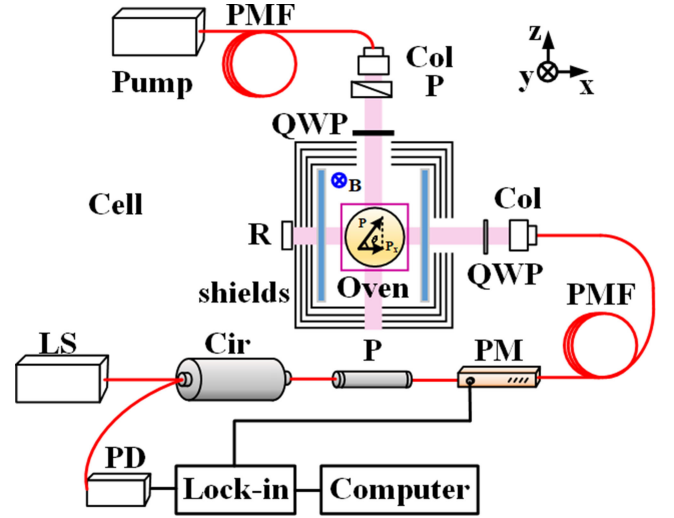 PMF
Pump
Col
P
QWP
z
y
x
B
Cell
R
P
Px
Col
QWP
shields
Oven
PMF
LS
Cir
P
PM
PD
Lock-in
Computer